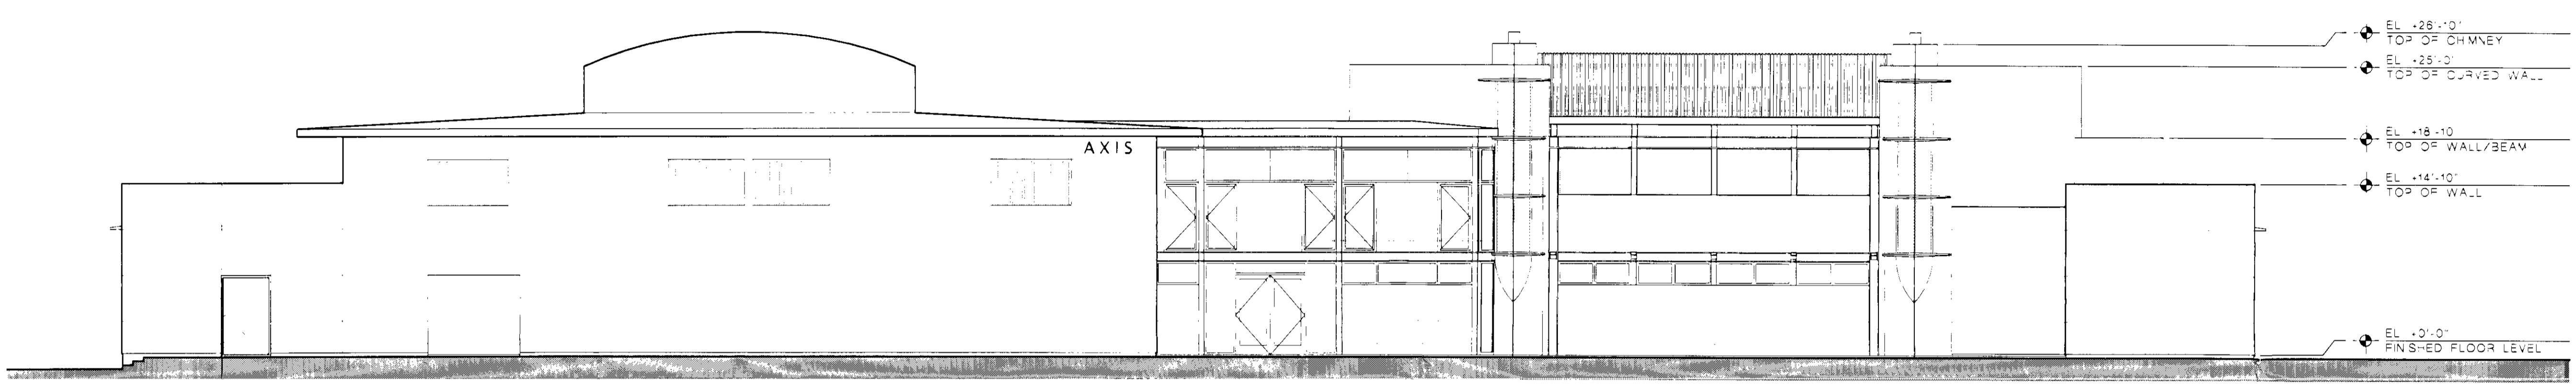 AXIS
EL +26'-10"
TOP OF CHIMNEY
EL +25'-0"
TOP OF CURVED WALL
EL +18'-10
TOP OF WALL/BEAM
EL +14'-10"
TOP OF WALL
EL +0'-0"
FINISHED FLOOR LEVEL